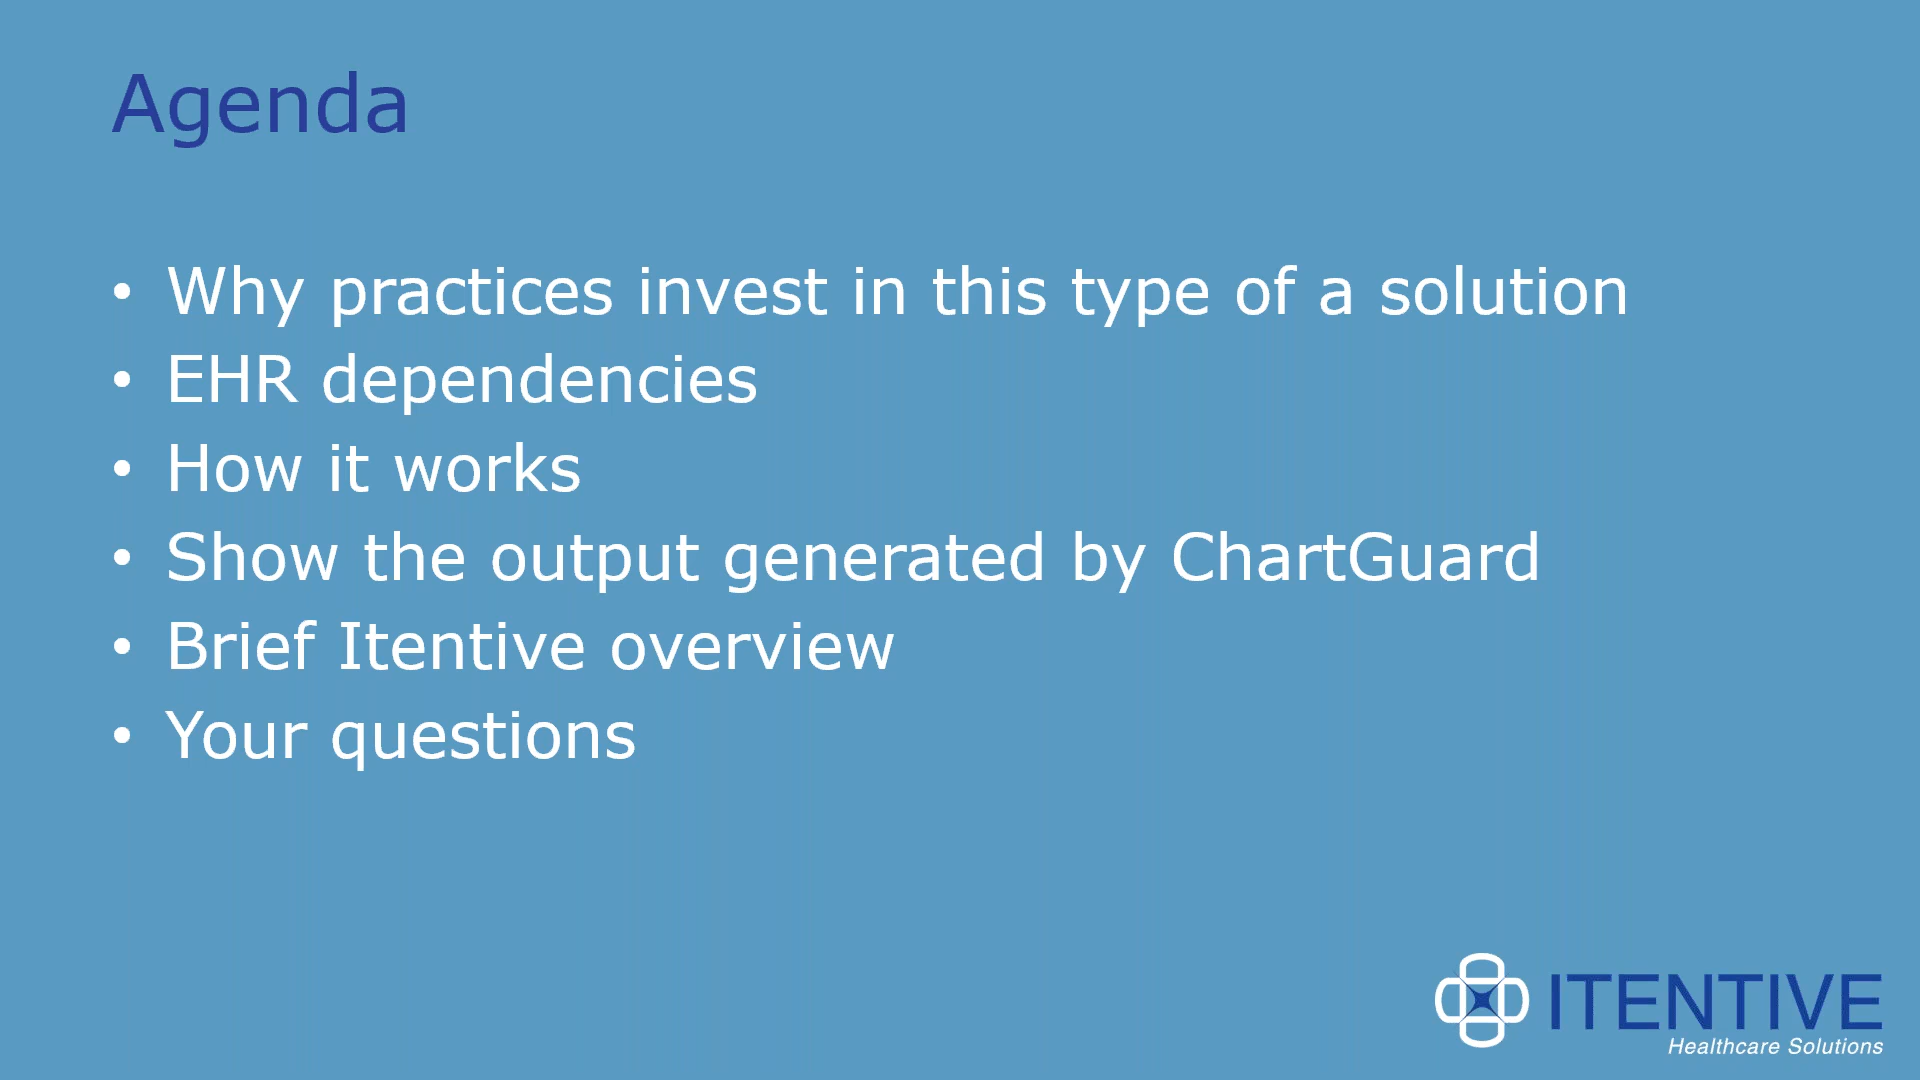 Agenda
• Why practices invest in this type of a solution
• EHR dependencies
• How it works
• Show the output generated by ChartGuard
• Brief Itentive overview
• Your questions
ITENTIVE
Healthcare Solutions